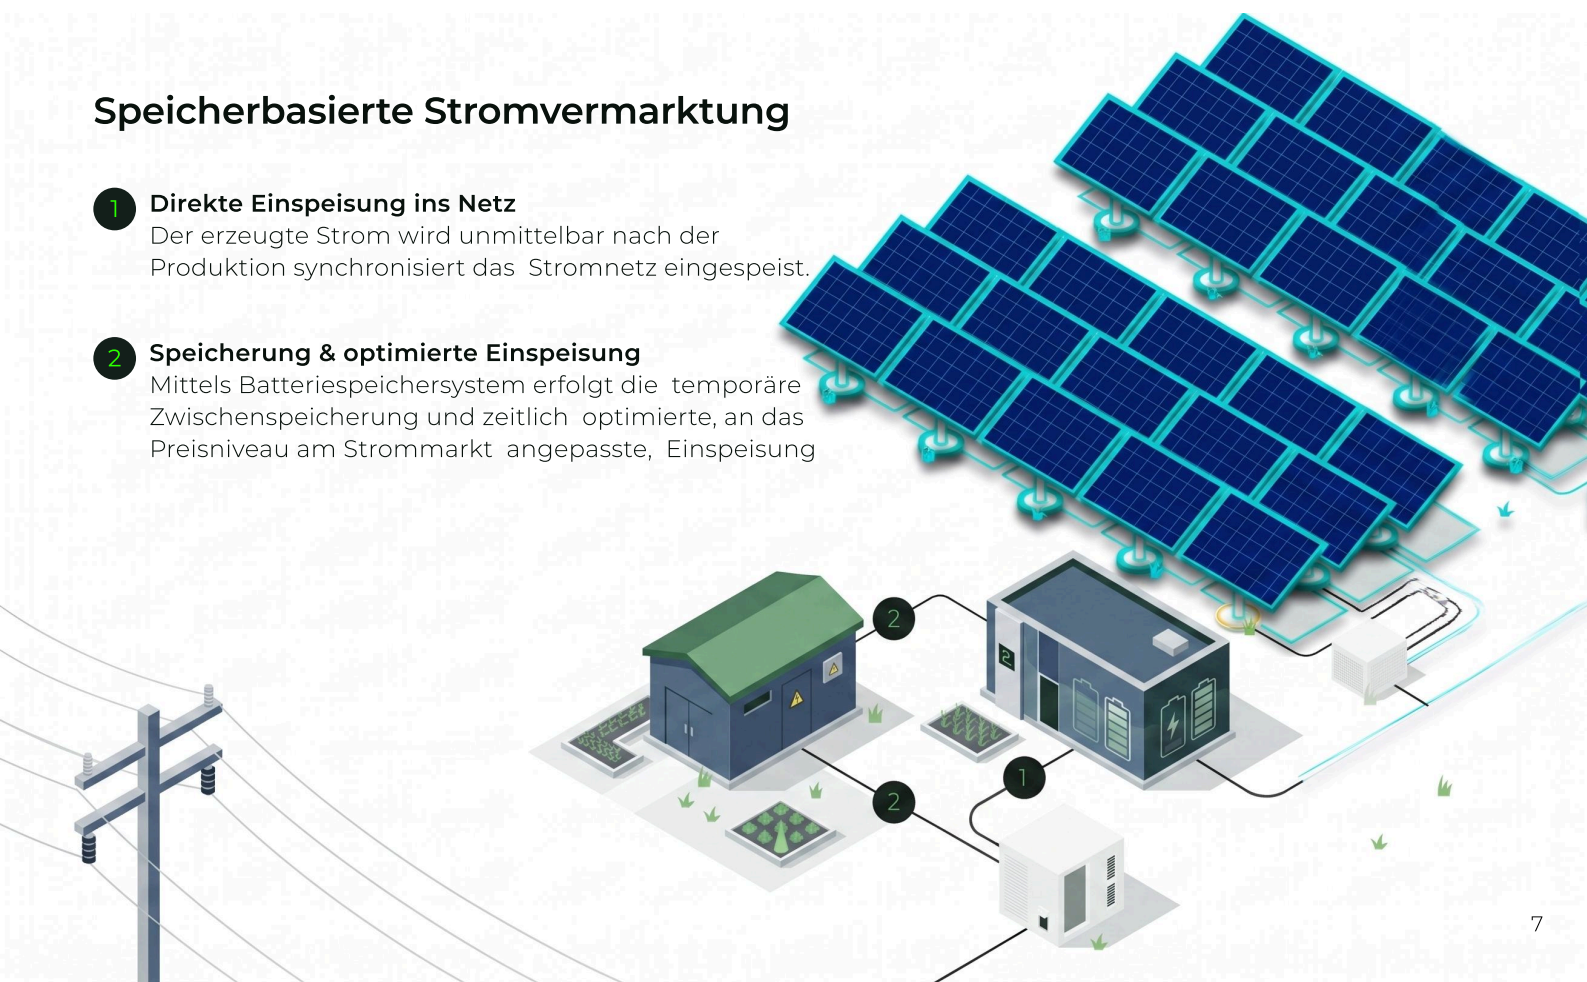 Speicherbasierte Stromvermarktung
1 Direkte Einspeisung ins Netz
Der erzeugte Strom wird unmittelbar nach der
Produktion synchronisiert das Stromnetz eingespeist.
2 Speicherung & optimierte Einspeisung
Mittels Batteriespeichersystem erfolgt die temporäre
Zwischenspeicherung und zeitlich optimierte, an das
Preisniveau am Strommarkt angepasste, Einspeisung
2
2
1
2
7